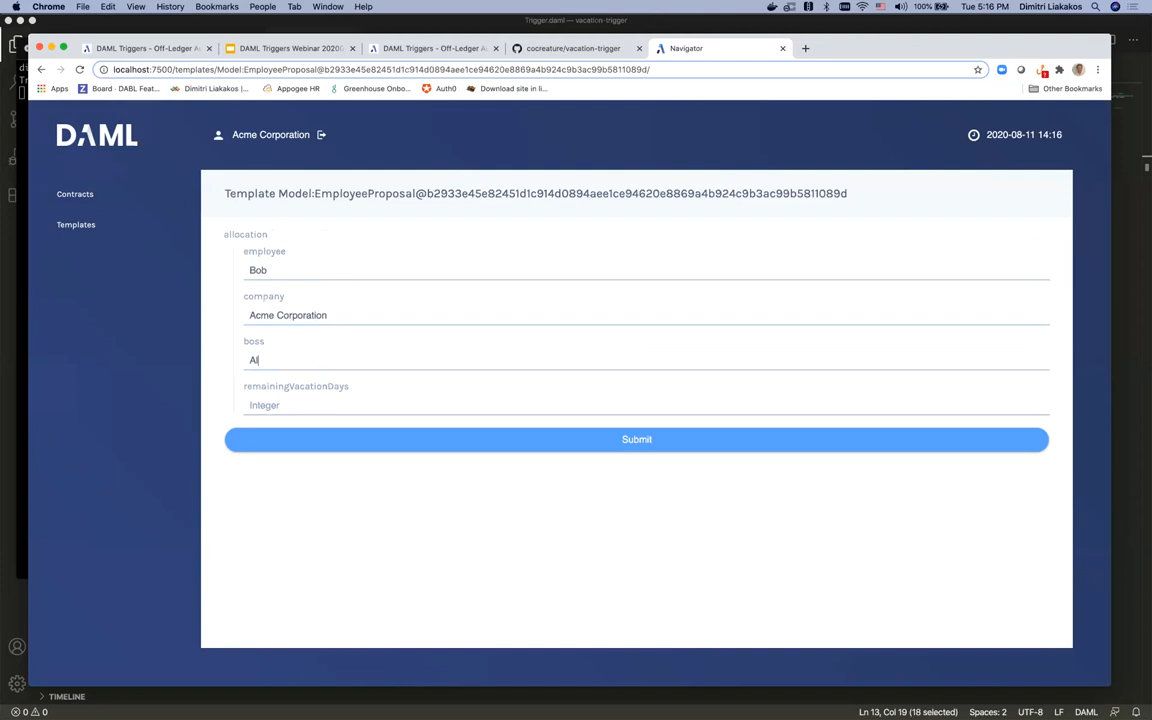 Chrome File Edit View History Bookmarks People Tab Window Help 100% Tue 5:16 PM Dimitri Liakakos
Trigger.daml — vacation-trigger
DAML Triggers - Off-Ledger Au × DAML Triggers Webinar 2020 × DAML Triggers - Off-Ledger Au × cocreature/vacation-trigger × Navigator × +
localhost:7500/templates/Model:EmployeeProposal@b2933e45e82451d1c914d0894aee1ce94620e8869a4b924c9b3ac99b5811089d/
Apps Board · DABL Feat... Dimitri Liakakos |... Appogee HR Greenhouse Onbo... Auth0 Download site in li... Other Bookmarks
DAML Acme Corporation 2020-08-11 14:16
Contracts
Templates
Template Model:EmployeeProposal@b2933e45e82451d1c914d0894aee1ce94620e8869a4b924c9b3ac99b5811089d
allocation
employee
Bob
company
Acme Corporation
boss
Al
remainingVacationDays
Integer
Submit
TIMELINE
0 0 Ln 13, Col 19 (18 selected) Spaces: 2 UTF-8 LF DAML